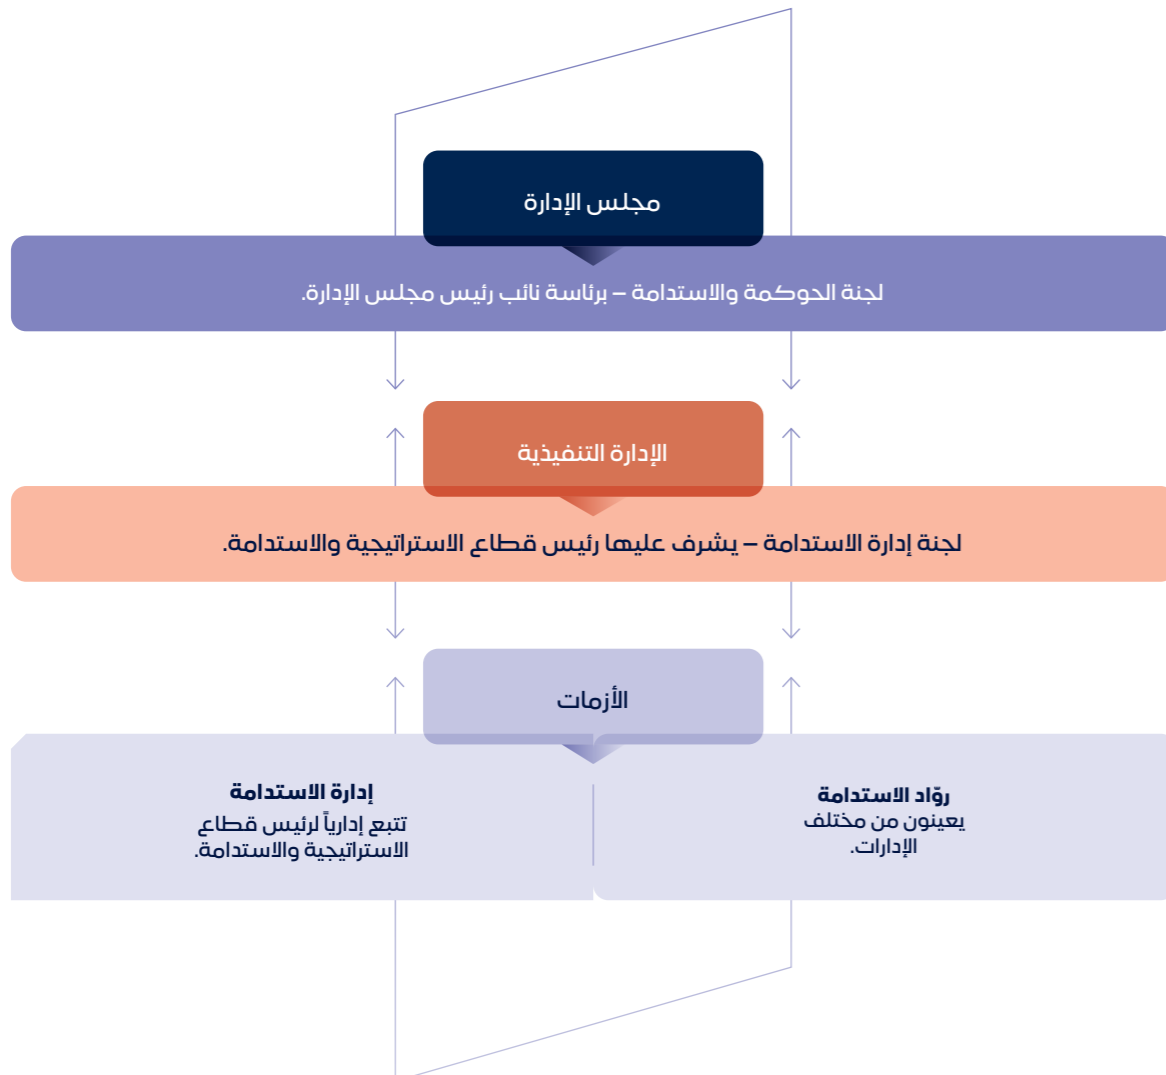 مجلس الإدارة
لجنة الحوكمة والاستدامة – برئاسة نائب رئيس مجلس الإدارة.
الإدارة التنفيذية
لجنة إدارة الاستدامة – يشرف عليها رئيس قطاع الاستراتيجية والاستدامة.
الأزمات
روّاد الاستدامة
يعينون من مختلف
الإدارات.
إدارة الاستدامة
تتبع إدارياً لرئيس قطاع
الاستراتيجية والاستدامة.